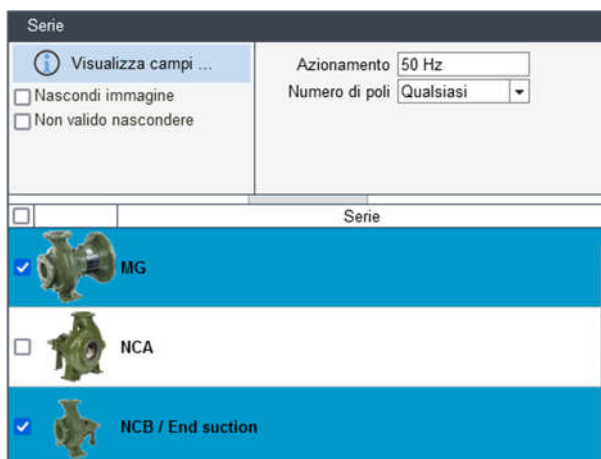 Serie
Visualizza campi ...
Nascondi immagine
Non valido nascondere
Azionamento 50 Hz
Numero di poli Qualsiasi
Serie
MG
NCA
NCB / End suction